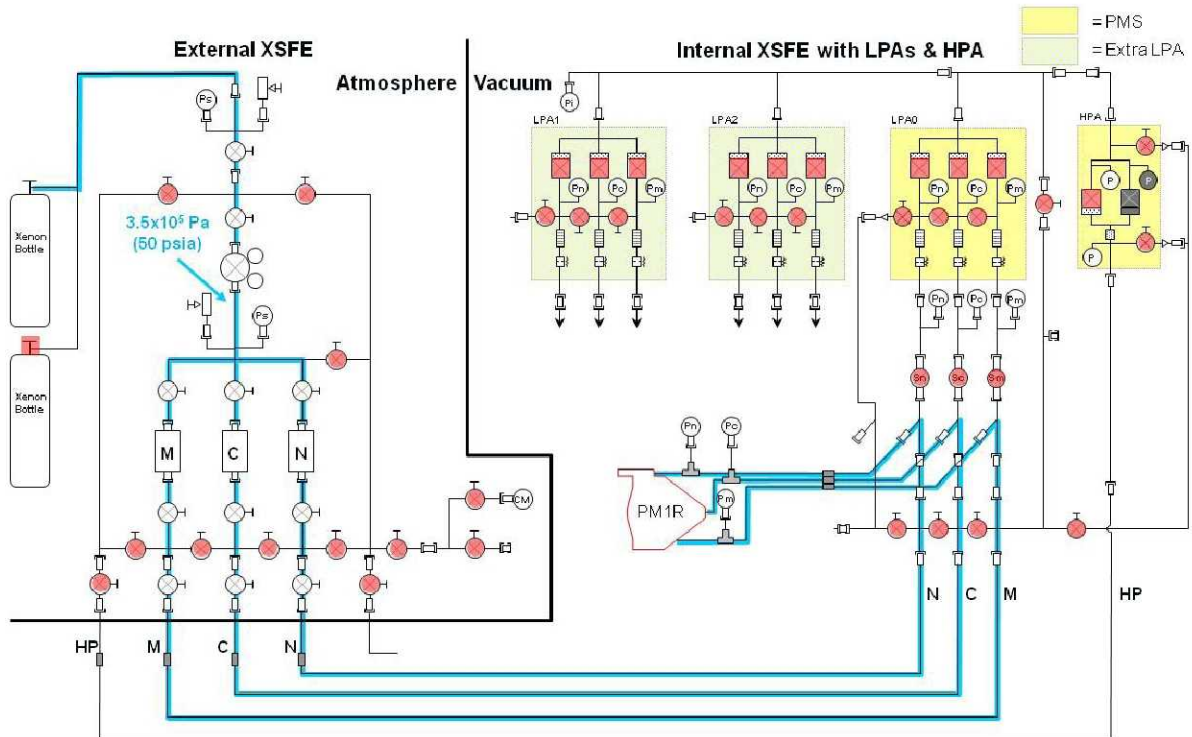 = PMS
= Extra LPA
External XSFE
Internal XSFE with LPAs & HPA
Atmosphere
Vacuum
Ps
Pi
LPA1
LPA2
LPA0
HPA
Pn
Pc
Pm
Pn
Pc
Pm
Pn
Pc
Pm
P
P
P
Xenon
Bottle
3.5x10⁵ Pa
(50 psia)
Ps
Pn
Pc
Pm
Xenon
Bottle
Sn
Sc
Sm
M
C
N
Pn
Pc
Pm
PM1R
CM
N
C
M
HP
HP
M
C
N